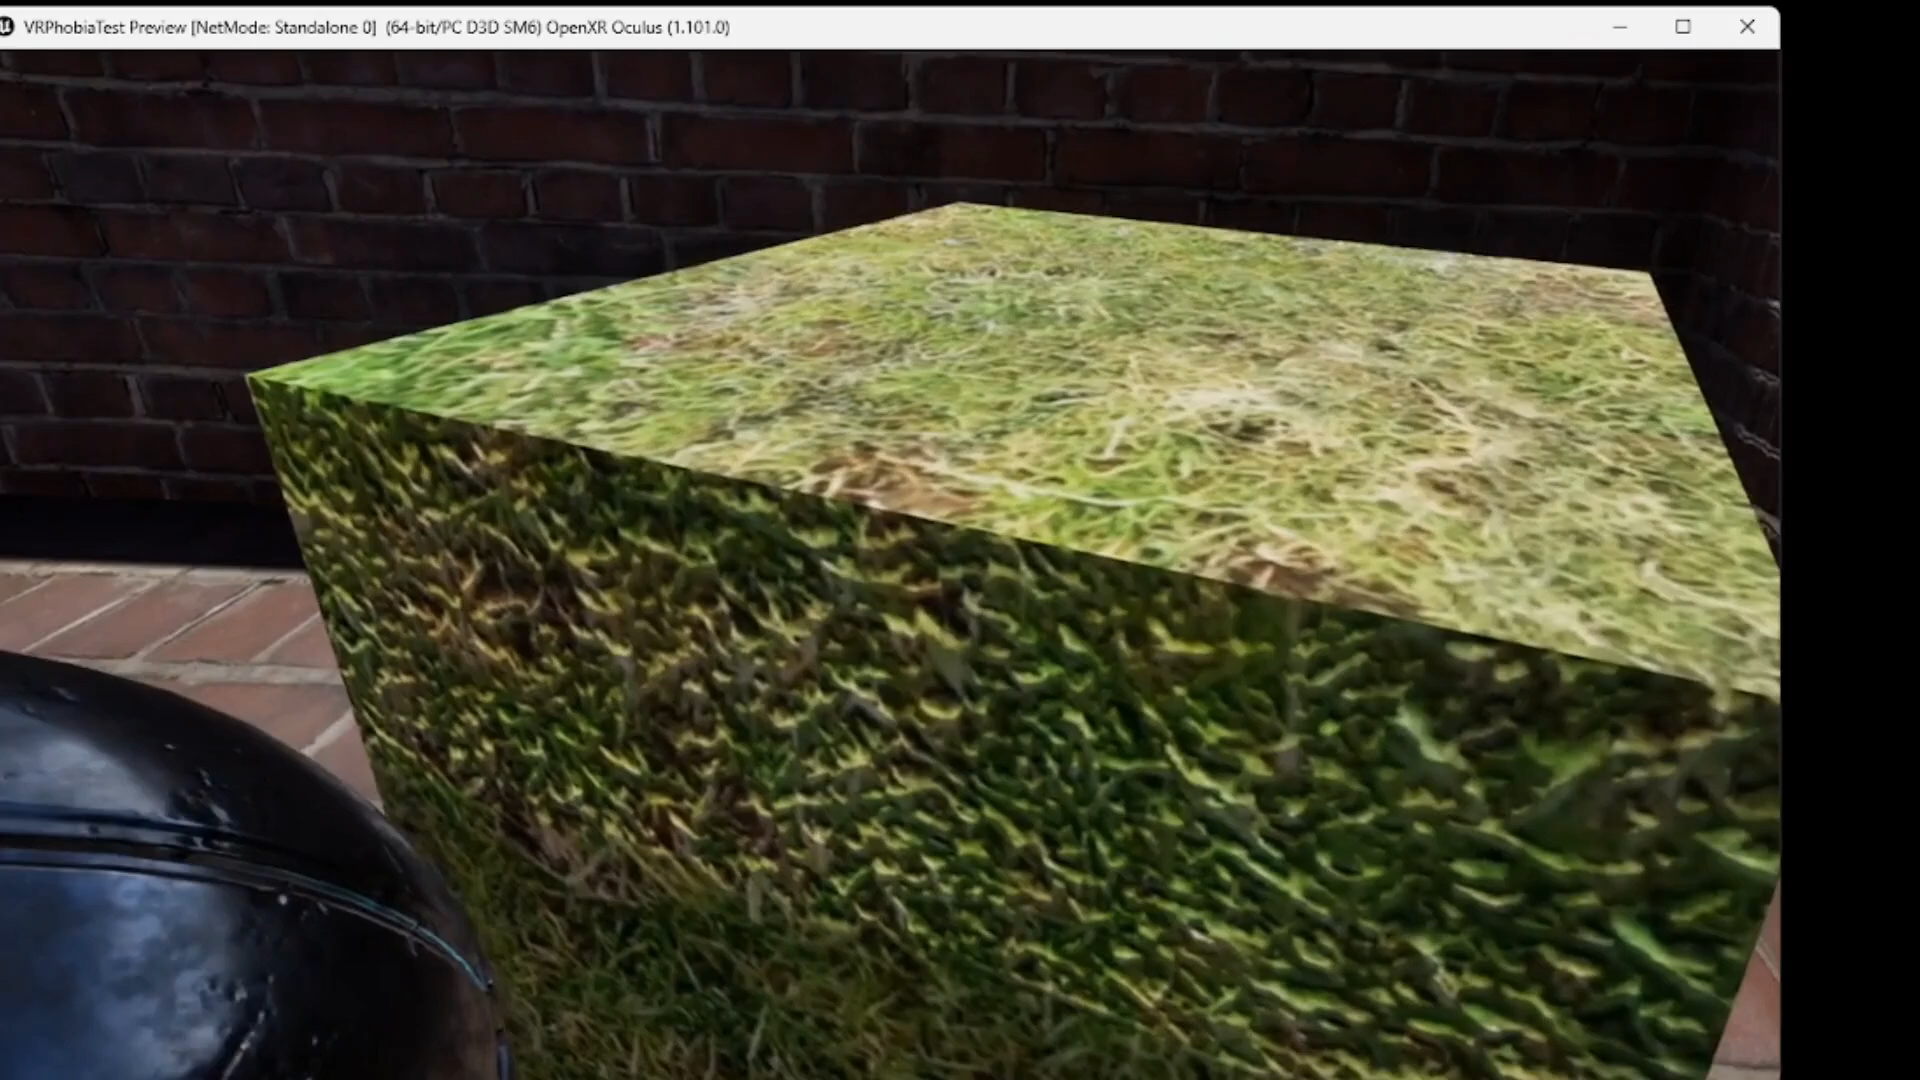 VRPhobiaTest Preview [NetMode: Standalone 0] (64-bit/PC D3D SM6) OpenXR Oculus (1.101.0)